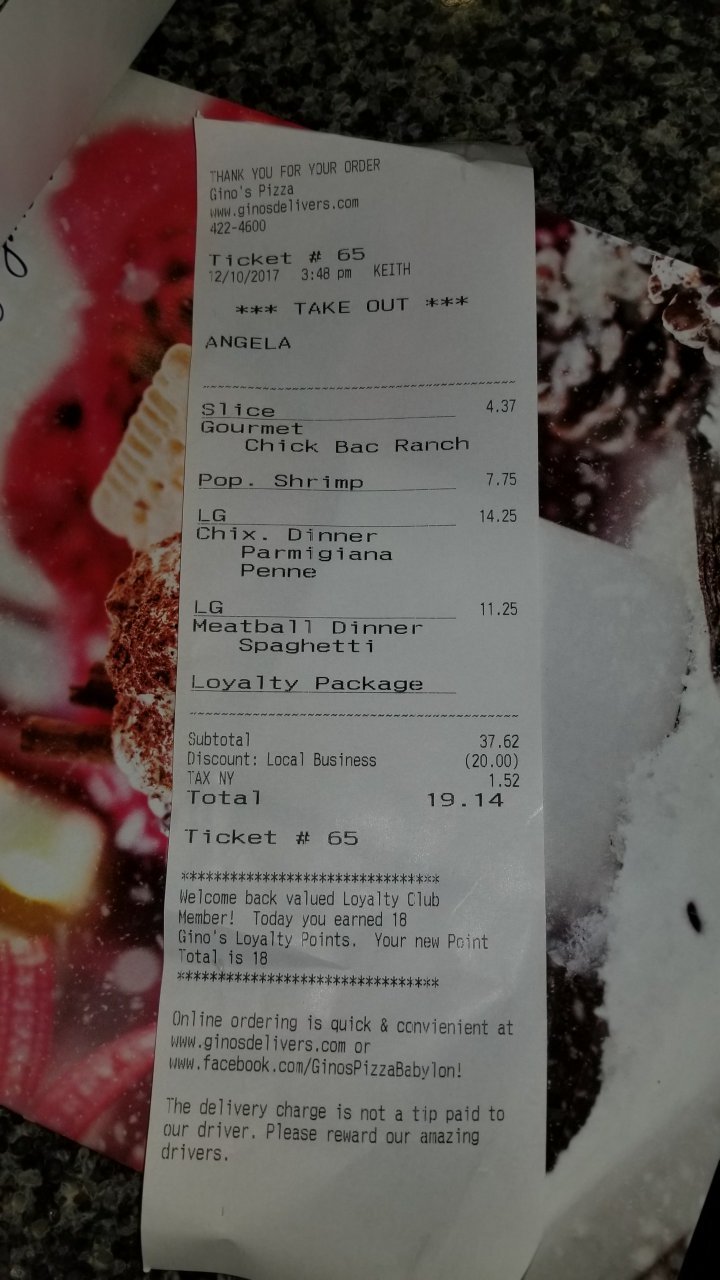 THANK YOU FOR YOUR ORDER
Gino's Pizza
www.ginosdelivers.com
422-4600
Ticket # 65
12/10/2017 3:48 pm KEITH
*** TAKE OUT ***
ANGELA
~~~~~~~~~~~~~~~~~~~~~~~~~~~~~~~~~~~~~~~~
Slice 4.37
Gourmet
Chick Bac Ranch
Pop. Shrimp 7.75
LG 14.25
Chix. Dinner
Parmigiana
Penne
LG 11.25
Meatball Dinner
Spaghetti
Loyalty Package
~~~~~~~~~~~~~~~~~~~~~~~~~~~~~~~~~~~~~~~~
Subtotal 37.62
Discount: Local Business (20.00)
TAX NY 1.52
Total 19.14
Ticket # 65
********************************
Welcome back valued Loyalty Club
Member! Today you earned 18
Gino's Loyalty Points. Your new Point
Total is 18
********************************
Online ordering is quick & convienient at
www.ginosdelivers.com or
www.facebook.com/GinosPizzaBabylon!
The delivery charge is not a tip paid to
our driver. Please reward our amazing
drivers.